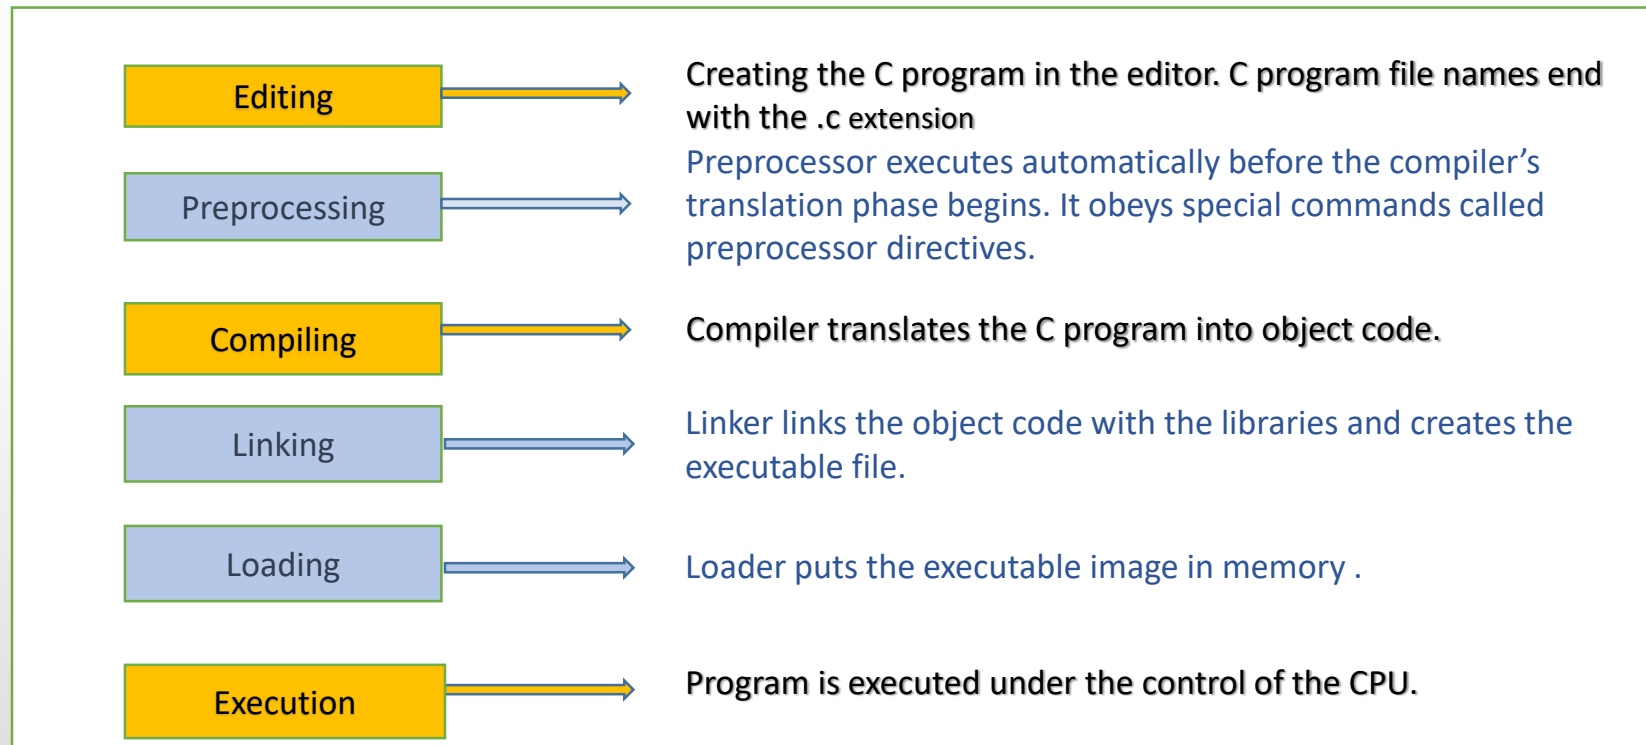 Editing
Creating the C program in the editor. C program file names end
with the .c extension
Preprocessing
Preprocessor executes automatically before the compiler’s
translation phase begins. It obeys special commands called
preprocessor directives.
Compiling
Compiler translates the C program into object code.
Linking
Linker links the object code with the libraries and creates the
executable file.
Loading
Loader puts the executable image in memory .
Execution
Program is executed under the control of the CPU.